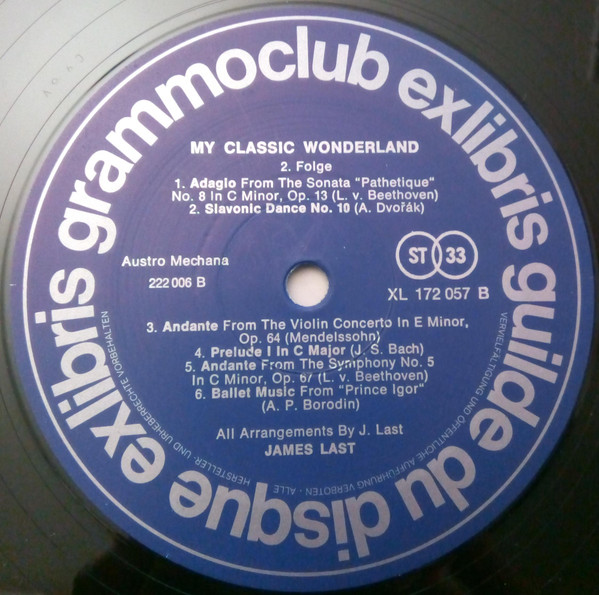 grammoclub exlibris guilde du disque exlibris
MY CLASSIC WONDERLAND
2. Folge
1. Adagio From The Sonata "Pathetique"
No. 8 In C Minor, Op. 13 (L. v. Beethoven)
2. Slavonic Dance No. 10 (A. Dvořák)
Austro Mechana
222 006 B
ST 33
XL 172 057 B
3. Andante From The Violin Concerto In E Minor,
Op. 64 (Mendelssohn)
4. Prelude I In C Major (J. S. Bach)
5. Andante From The Symphony No. 5
In C Minor, Op. 67 (L. v. Beethoven)
6. Ballet Music From "Prince Igor"
(A. P. Borodin)
All Arrangements By J. Last
JAMES LAST
VERVIELFÄLTIGUNG UND ÖFFENTLICHE AUFFÜHRUNG VERBOTEN · ALLE HERSTELLER- UND URHEBERRECHTE VORBEHALTEN